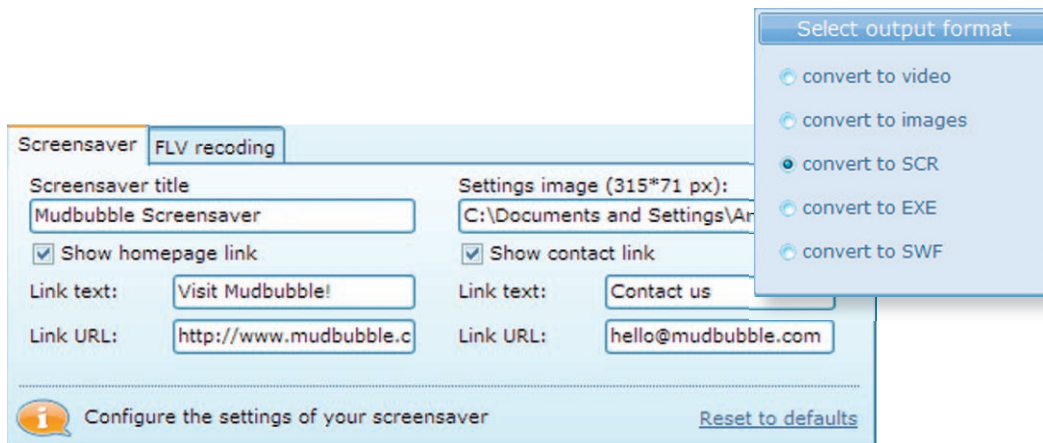 Select output format
convert to video
convert to images
convert to SCR
convert to EXE
convert to SWF
Screensaver FLV recoding
Screensaver title Settings image (315*71 px):
Mudbubble Screensaver C:\Documents and Settings\
Show homepage link Show contact link
Link text: Visit Mudbubble! Link text: Contact us
Link URL: http://www.mudbubble.c Link URL: hello@mudbubble.com
i Configure the settings of your screensaver Reset to defaults